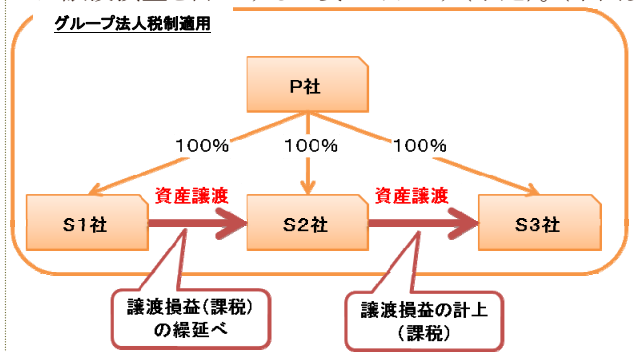 グループ法人税制適用
P社
100%
100%
100%
資産譲渡
資産譲渡
S1社
S2社
S3社
譲渡損益(課税)
の繰延べ
譲渡損益の計上
(課税)